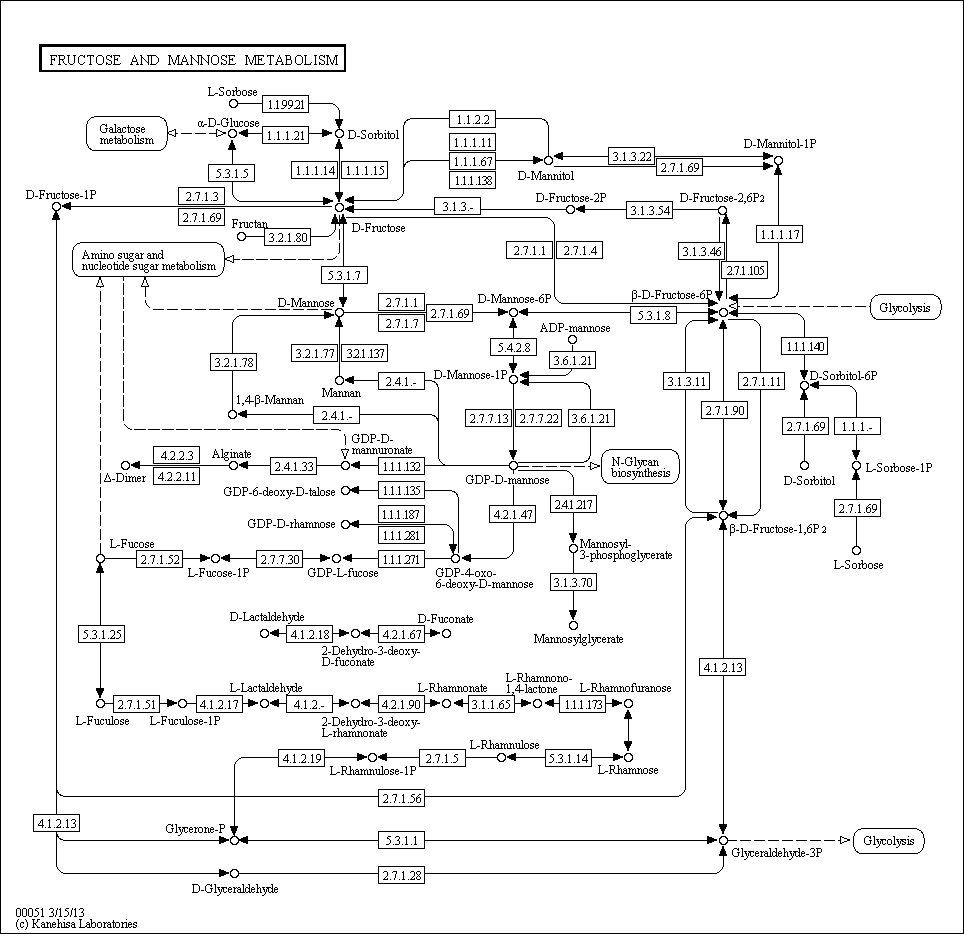 FRUCTOSE AND MANNOSE METABOLISM
L-Sorbose
1.1.99.21
Galactose
metabolism
α-D-Glucose
1.1.1.21
D-Sorbitol
1.1.2.2
1.1.1.11
1.1.1.67
1.1.1.138
D-Mannitol
3.1.3.22
2.7.1.69
D-Mannitol-1P
5.3.1.5
1.1.1.14
1.1.1.15
D-Fructose-1P
2.7.1.3
2.7.1.69
3.1.3.-
D-Fructose-2P
3.1.3.54
D-Fructose-2,6P2
Fructan
3.2.1.80
D-Fructose
2.7.1.1
2.7.1.4
3.1.3.46
2.7.1.105
1.1.1.17
Amino sugar and
nucleotide sugar metabolism
5.3.1.7
D-Mannose
2.7.1.1
2.7.1.7
2.7.1.69
D-Mannose-6P
5.3.1.8
β-D-Fructose-6P
Glycolysis
ADP-mannose
3.2.1.78
3.2.1.77
3.2.1.137
5.4.2.8
3.6.1.21
1.1.1.140
Mannan
2.4.1.-
D-Mannose-1P
3.1.3.11
2.7.1.11
D-Sorbitol-6P
1,4-β-Mannan
2.4.1.-
2.7.7.13
2.7.7.22
3.6.1.21
2.7.1.90
2.7.1.69
1.1.1.-
GDP-D-
mannuronate
4.2.2.3
4.2.2.11
Δ-Dimer
Alginate
2.4.1.33
1.1.1.132
GDP-D-mannose
N-Glycan
biosynthesis
D-Sorbitol
L-Sorbose-1P
GDP-6-deoxy-D-talose
1.1.1.135
GDP-D-rhamnose
1.1.1.187
1.1.1.281
4.2.1.47
2.4.1.217
2.7.1.69
β-D-Fructose-1,6P2
L-Sorbose
L-Fucose
2.7.1.52
L-Fucose-1P
2.7.7.30
GDP-L-fucose
1.1.1.271
GDP-4-oxo-
6-deoxy-D-mannose
Mannosyl-
3-phosphoglycerate
3.1.3.70
Mannosylglycerate
5.3.1.25
D-Lactaldehyde
4.1.2.18
2-Dehydro-3-deoxy-
D-fuconate
4.2.1.67
D-Fuconate
4.1.2.13
L-Fuculose
2.7.1.51
L-Fuculose-1P
4.1.2.17
L-Lactaldehyde
4.1.2.-
2-Dehydro-3-deoxy-
L-rhamnonate
4.2.1.90
L-Rhamnonate
3.1.1.65
L-Rhamnono-
1,4-lactone
1.1.1.173
L-Rhamnofuranose
4.1.2.19
L-Rhamnulose-1P
2.7.1.5
L-Rhamnulose
5.3.1.14
L-Rhamnose
2.7.1.56
4.1.2.13
Glycerone-P
5.3.1.1
Glyceraldehyde-3P
Glycolysis
D-Glyceraldehyde
2.7.1.28
00051 3/15/13
(c) Kanehisa Laboratories